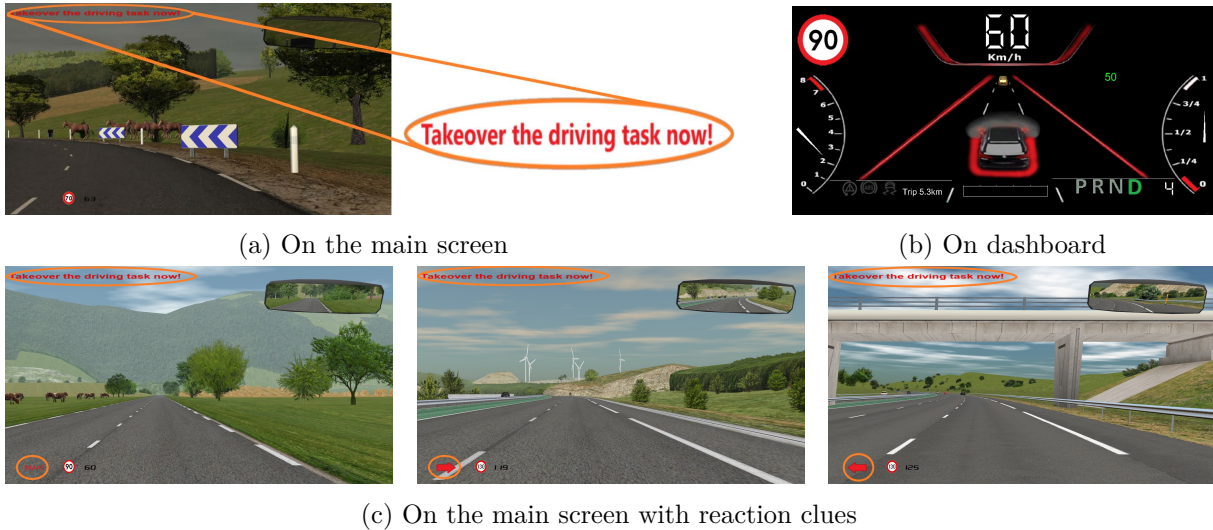 Takeover the driving task now!
70 63
Takeover the driving task now!
90
60
Km/h
50
8
7
6
5
4
3
2
1
0
1
3/4
1/2
1/4
0
ABS
Trip 5.3km
PRND
4
(a) On the main screen
(b) On dashboard
Takeover the driving task now!
90 60
Takeover the driving task now!
119
Takeover the driving task now!
125
(c) On the main screen with reaction clues